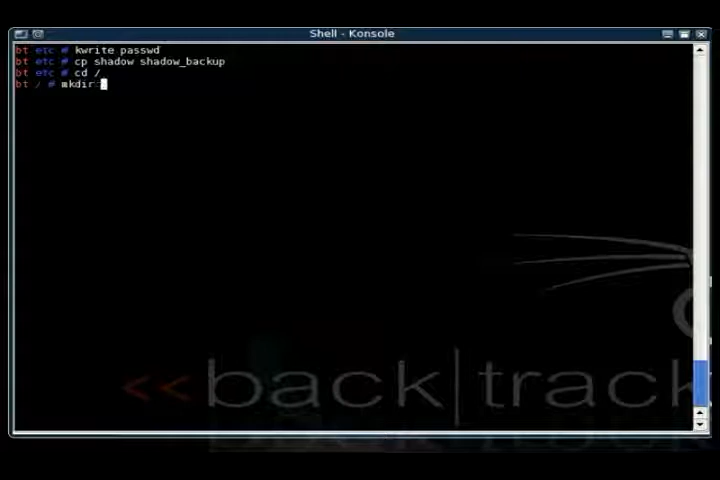 Shell - Konsole
bt etc # kwrite passwd
bt etc # cp shadow shadow_backup
bt etc # cd /
bt / # mkdir
<<back|track